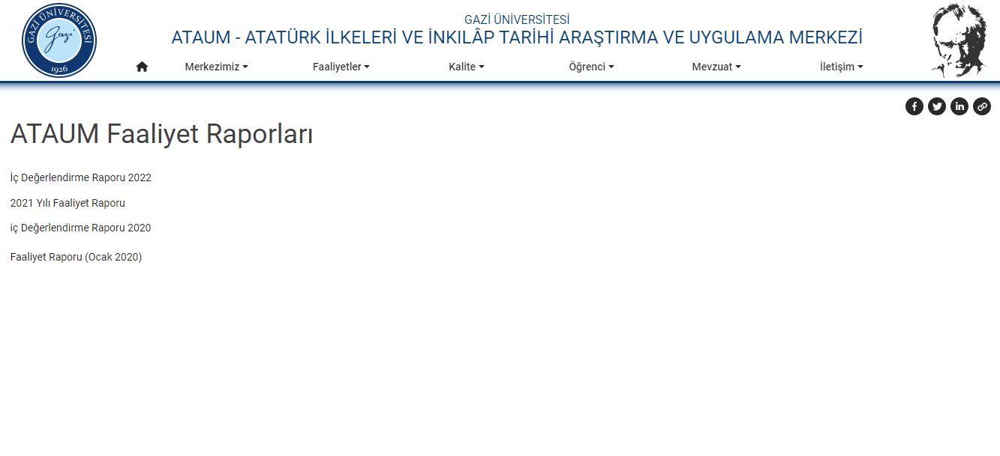 GAZİ ÜNİVERSİTESİ
Gazi
1926
GAZİ ÜNİVERSİTESİ
ATAUM - ATATÜRK İLKELERİ VE İNKILÂP TARİHİ ARAŞTIRMA VE UYGULAMA MERKEZİ
Merkezimiz Faaliyetler Kalite Öğrenci Mevzuat İletişim
ATAUM Faaliyet Raporları
İç Değerlendirme Raporu 2022
2021 Yılı Faaliyet Raporu
iç Değerlendirme Raporu 2020
Faaliyet Raporu (Ocak 2020)